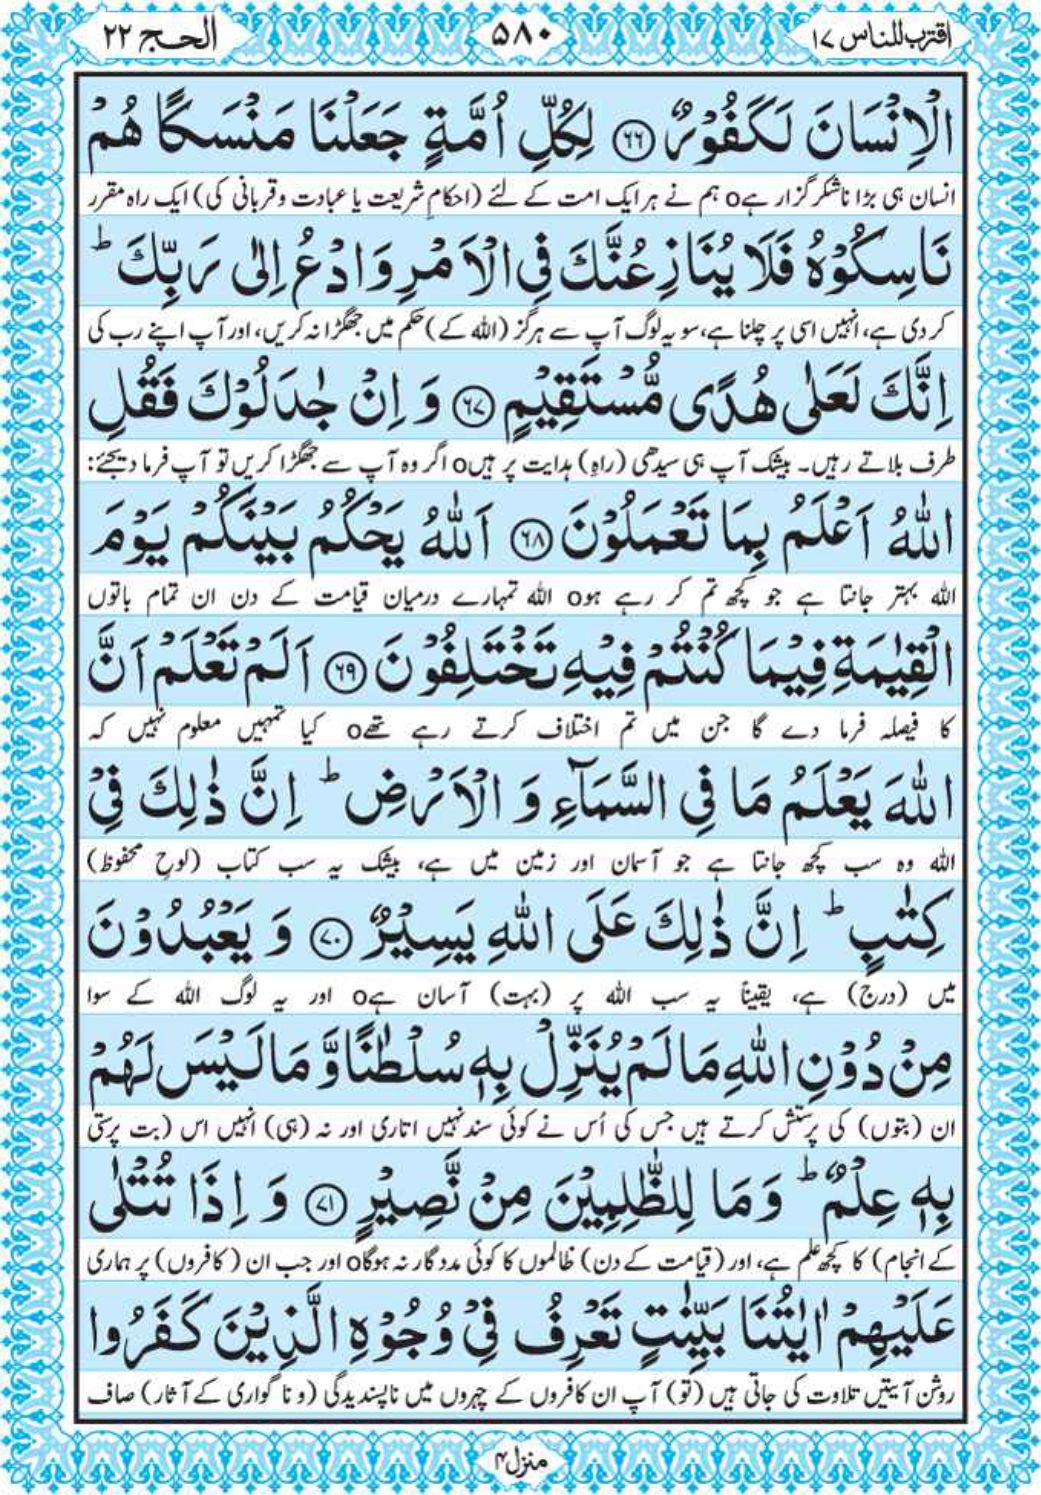 اقترب للناس ١٧
٥٨٠
الحج ٢٢
الْاِنْسَانَ لَكَفُوْرٌ ﴿٦٦﴾ لِكُلِّ اُمَّةٍ جَعَلْنَا مَنْسَكًا هُمْ
انسان ہی بڑا ناشکر گزار ہے۝ ہم نے ہر ایک امت کے لئے (احکامِ شریعت یا عبادت و قربانی کی) ایک راہ مقرر
نَاسِكُوْهُ فَلَا يُنَازِعُنَّكَ فِي الْاَمْرِ وَادْعُ اِلٰى رَبِّكَ ؕ
کر دی ہے، انہیں اسی پر چلنا ہے، سو یہ لوگ آپ سے ہرگز (اللہ کے) حکم میں جھگڑا نہ کریں، اور آپ اپنے رب کی
اِنَّكَ لَعَلٰى هُدًى مُّسْتَقِيْمٍ ﴿٦٧﴾ وَ اِنْ جٰدَلُوْكَ فَقُلِ
طرف بلاتے رہیں۔ بیشک آپ ہی سیدھی (راہِ) ہدایت پر ہیں۝ اگر وہ آپ سے جھگڑا کریں تو آپ فرما دیجئے:
اللّٰهُ اَعْلَمُ بِمَا تَعْمَلُوْنَ ﴿٦٨﴾ اَللّٰهُ يَحْكُمُ بَيْنَكُمْ يَوْمَ
اللہ بہتر جانتا ہے جو کچھ تم کر رہے ہو۝ اللہ تمہارے درمیان قیامت کے دن ان تمام باتوں
الْقِيٰمَةِ فِيْمَا كُنْتُمْ فِيْهِ تَخْتَلِفُوْنَ ﴿٦٩﴾ اَلَمْ تَعْلَمْ اَنَّ
کا فیصلہ فرما دے گا جن میں تم اختلاف کرتے رہے تھے۝ کیا تمہیں معلوم نہیں کہ
اللّٰهَ يَعْلَمُ مَا فِي السَّمَآءِ وَ الْاَرْضِ ؕ اِنَّ ذٰلِكَ فِيْ
اللہ وہ سب کچھ جانتا ہے جو آسمان اور زمین میں ہے، بیشک یہ سب کتاب (لوحِ محفوظ)
كِتٰبٍ ؕ اِنَّ ذٰلِكَ عَلَى اللّٰهِ يَسِيْرٌ ﴿٧٠﴾ وَ يَعْبُدُوْنَ
میں (درج) ہے، یقیناً یہ سب اللہ پر (بہت) آسان ہے۝ اور یہ لوگ اللہ کے سوا
مِنْ دُوْنِ اللّٰهِ مَا لَمْ يُنَزِّلْ بِهٖ سُلْطٰنًا وَّ مَا لَيْسَ لَهُمْ
ان (بتوں) کی پرستش کرتے ہیں جس کی اُس نے کوئی سند نہیں اتاری اور نہ (ہی) انہیں اس (بت پرستی
بِهٖ عِلْمٌ ؕ وَ مَا لِلظّٰلِمِيْنَ مِنْ نَّصِيْرٍ ﴿٧١﴾ وَ اِذَا تُتْلٰى
کے انجام) کا کچھ علم ہے، اور (قیامت کے دن) ظالموں کا کوئی مددگار نہ ہوگا۝ اور جب ان (کافروں) پر ہماری
عَلَيْهِمْ اٰيٰتُنَا بَيِّنٰتٍ تَعْرِفُ فِيْ وُجُوْهِ الَّذِيْنَ كَفَرُوا
روشن آیتیں تلاوت کی جاتی ہیں (تو) آپ ان کافروں کے چہروں میں ناپسندیدگی (و ناگواری کے آثار) صاف
منزل ٤